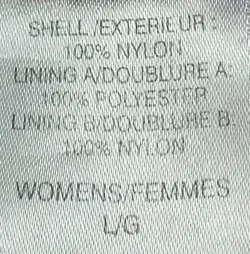 SHELL/EXTERIEUR:
100% NYLON
LINING A/DOUBLURE A:
100% POLYESTER
LINING B/DOUBLURE B:
100% NYLON
WOMENS/FEMMES
L/G